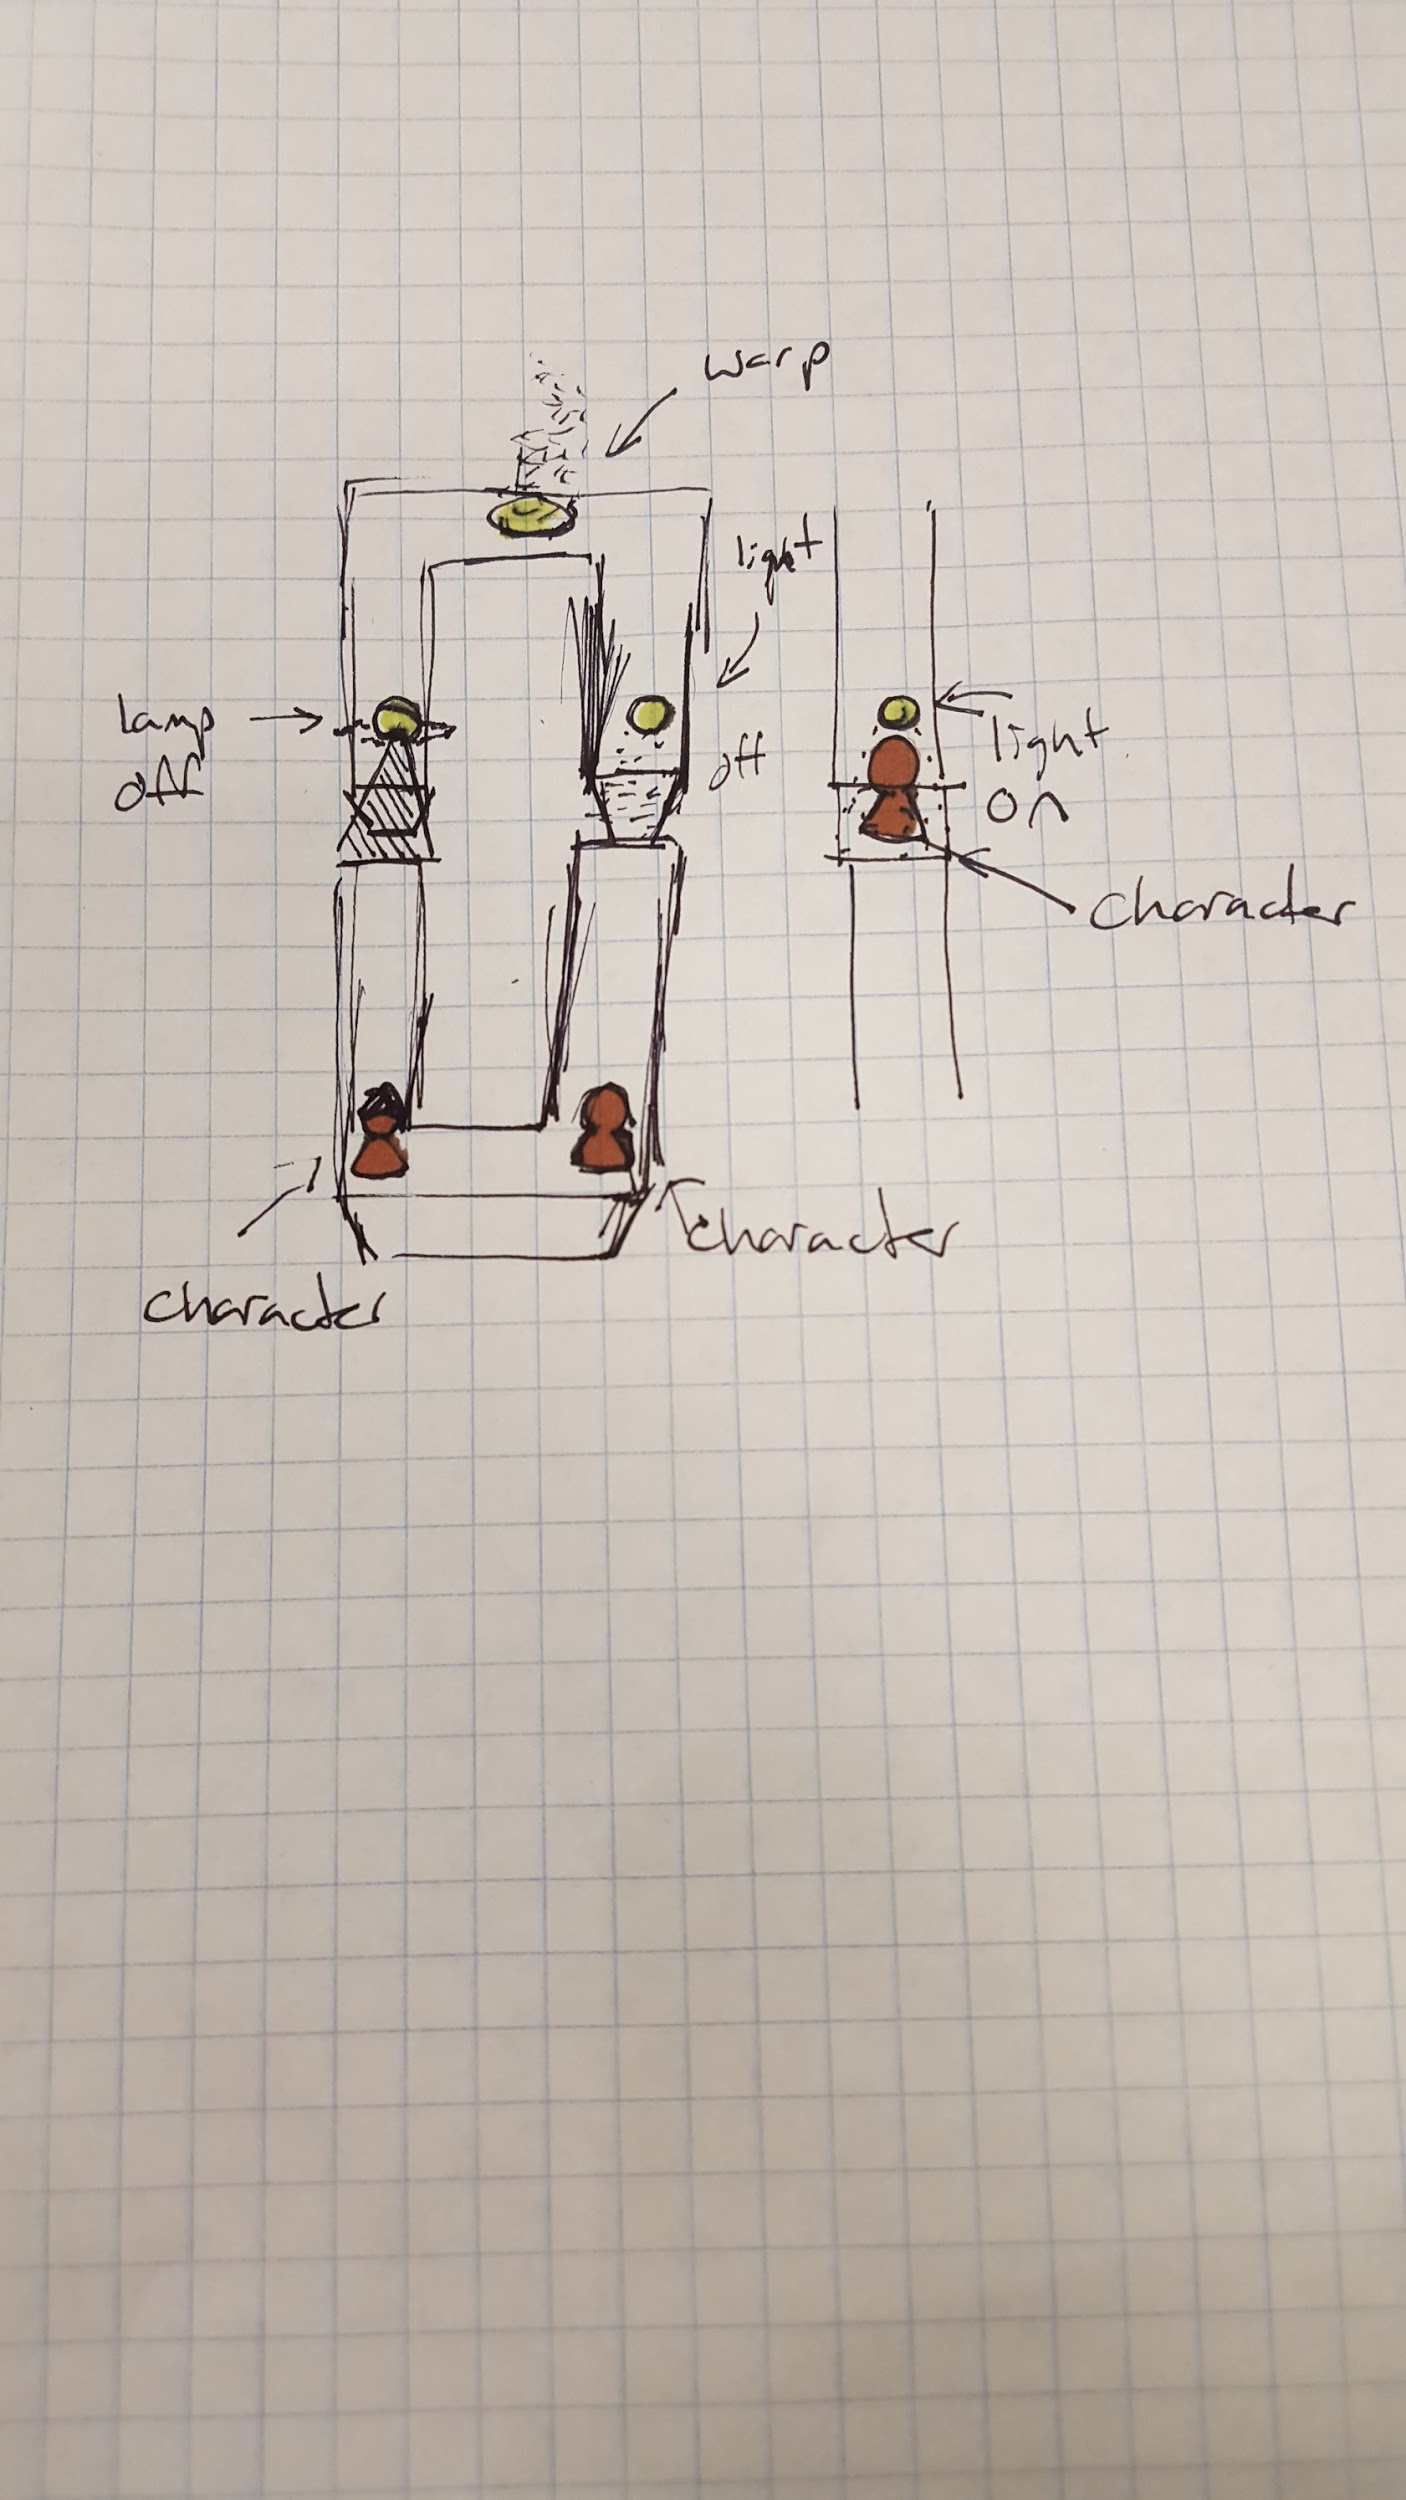 warp
light
off
lamp
off
light
on
character
character
character